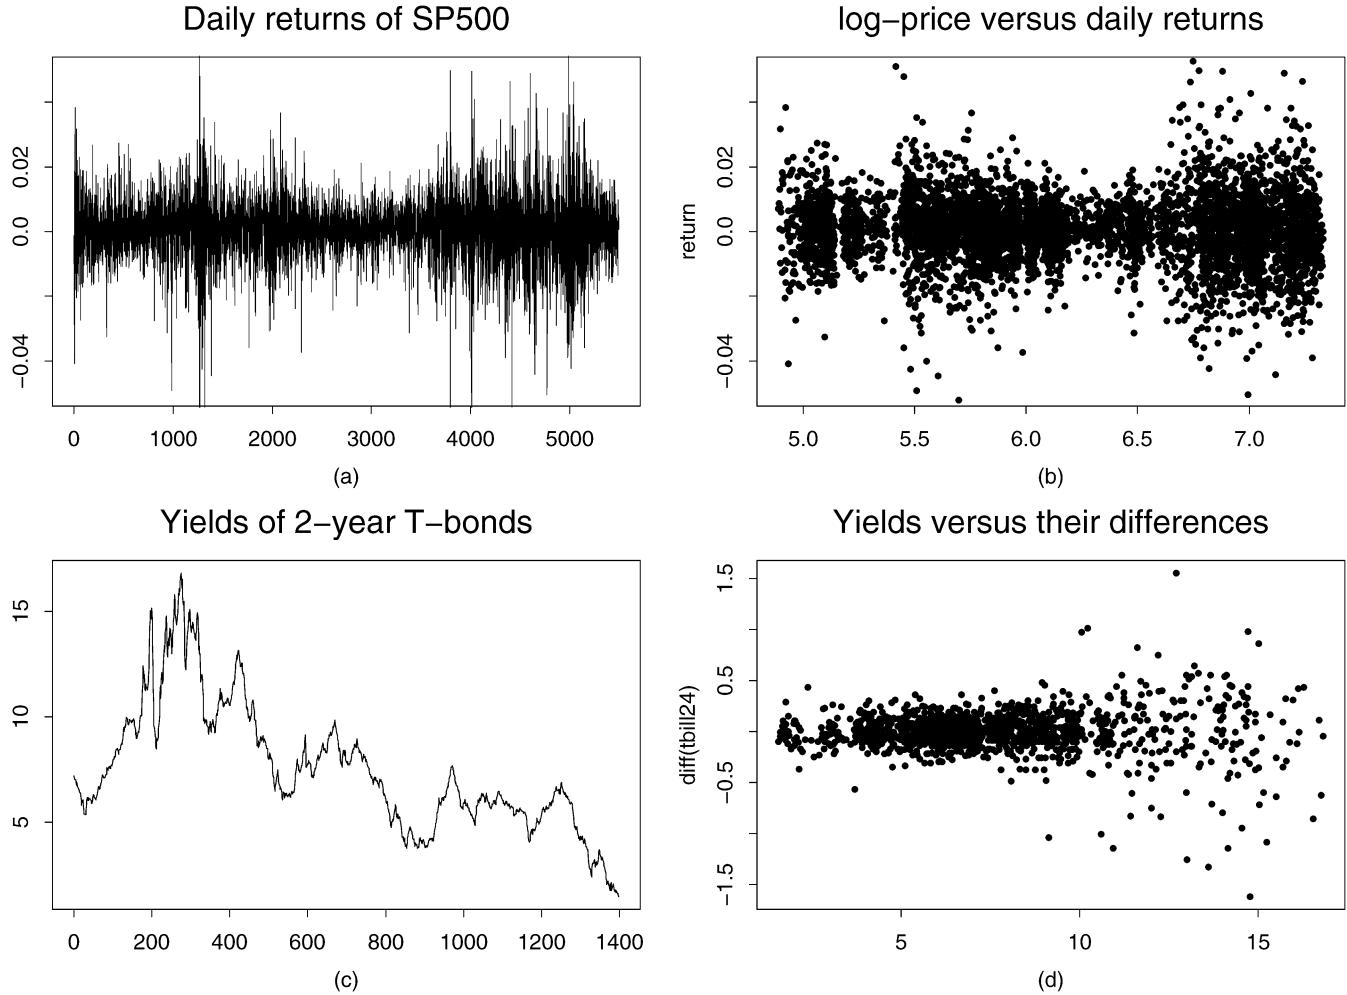 Daily returns of SP500
0.02
0.0
−0.04
0 1000 2000 3000 4000 5000
(a)
log−price versus daily returns
return
0.02
0.0
−0.04
5.0 5.5 6.0 6.5 7.0
(b)
Yields of 2−year T−bonds
15
10
5
0 200 400 600 800 1000 1200 1400
(c)
Yields versus their differences
diff(tbill24)
1.5
0.5
−0.5
−1.5
5 10 15
(d)